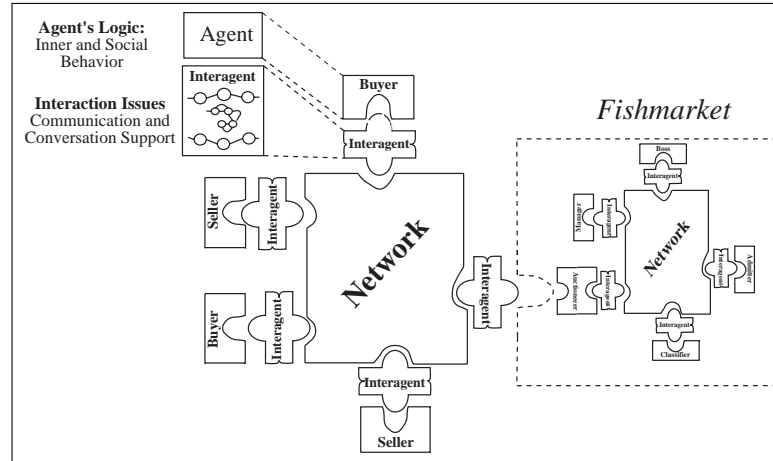 Agent's Logic:
Inner and Social
Behavior
Agent
Interagent
Interaction Issues
Communication and
Conversation Support
Buyer
Interagent
Seller
Interagent
Network
Buyer
Interagent
Interagent
Interagent
Seller
Fishmarket
Boss
Interagent
Manager
Interagent
Network
Auctioneer
Interagent
Interagent
Admitter
Interagent
Classifier